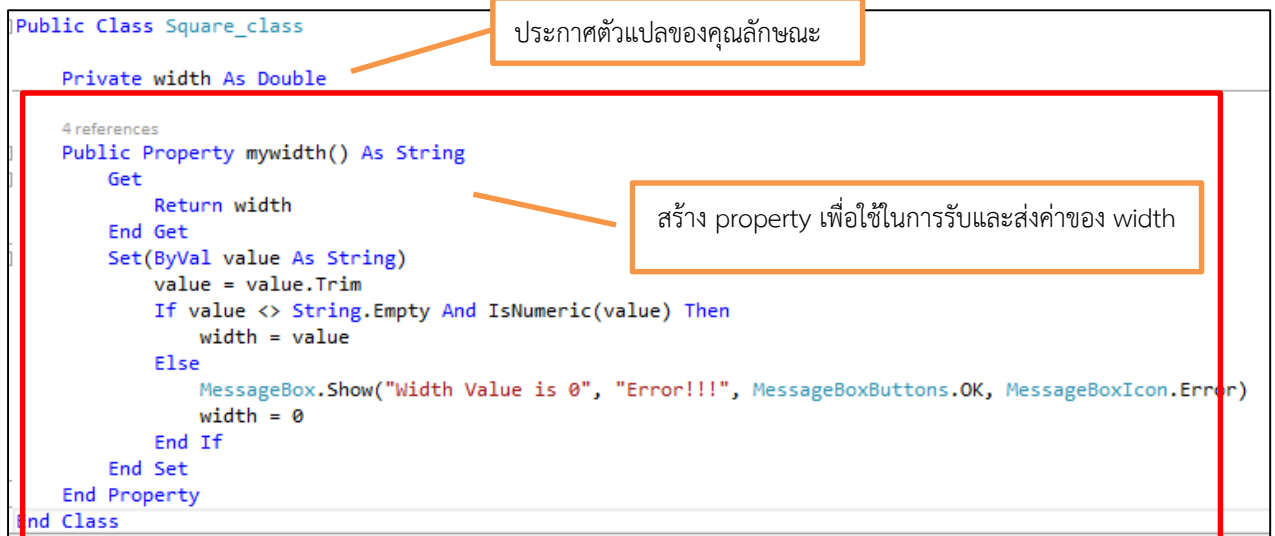 Public Class Square_class
ประกาศตัวแปลของคุณลักษณะ
Private width As Double
4 references
Public Property mywidth() As String
Get
Return width
End Get
สร้าง property เพื่อใช้ในการรับและส่งค่าของ width
Set(ByVal value As String)
value = value.Trim
If value <> String.Empty And IsNumeric(value) Then
width = value
Else
MessageBox.Show("Width Value is 0", "Error!!!", MessageBoxButtons.OK, MessageBoxIcon.Error)
width = 0
End If
End Set
End Property
End Class